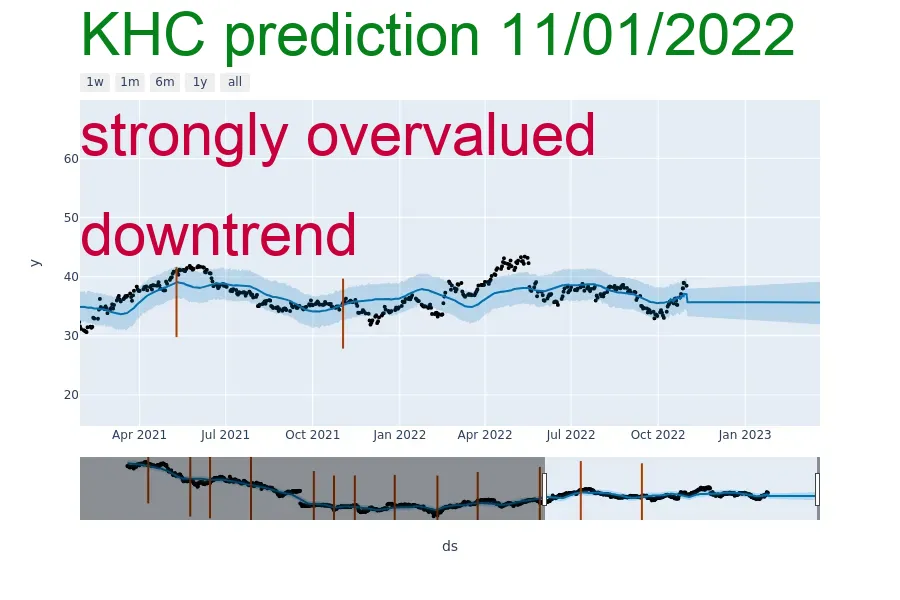 KHC prediction 11/01/2022
1w 1m 6m 1y all
strongly overvalued
60
50
downtrend
y
40
30
20
Apr 2021 Jul 2021 Oct 2021 Jan 2022 Apr 2022 Jul 2022 Oct 2022 Jan 2023
ds